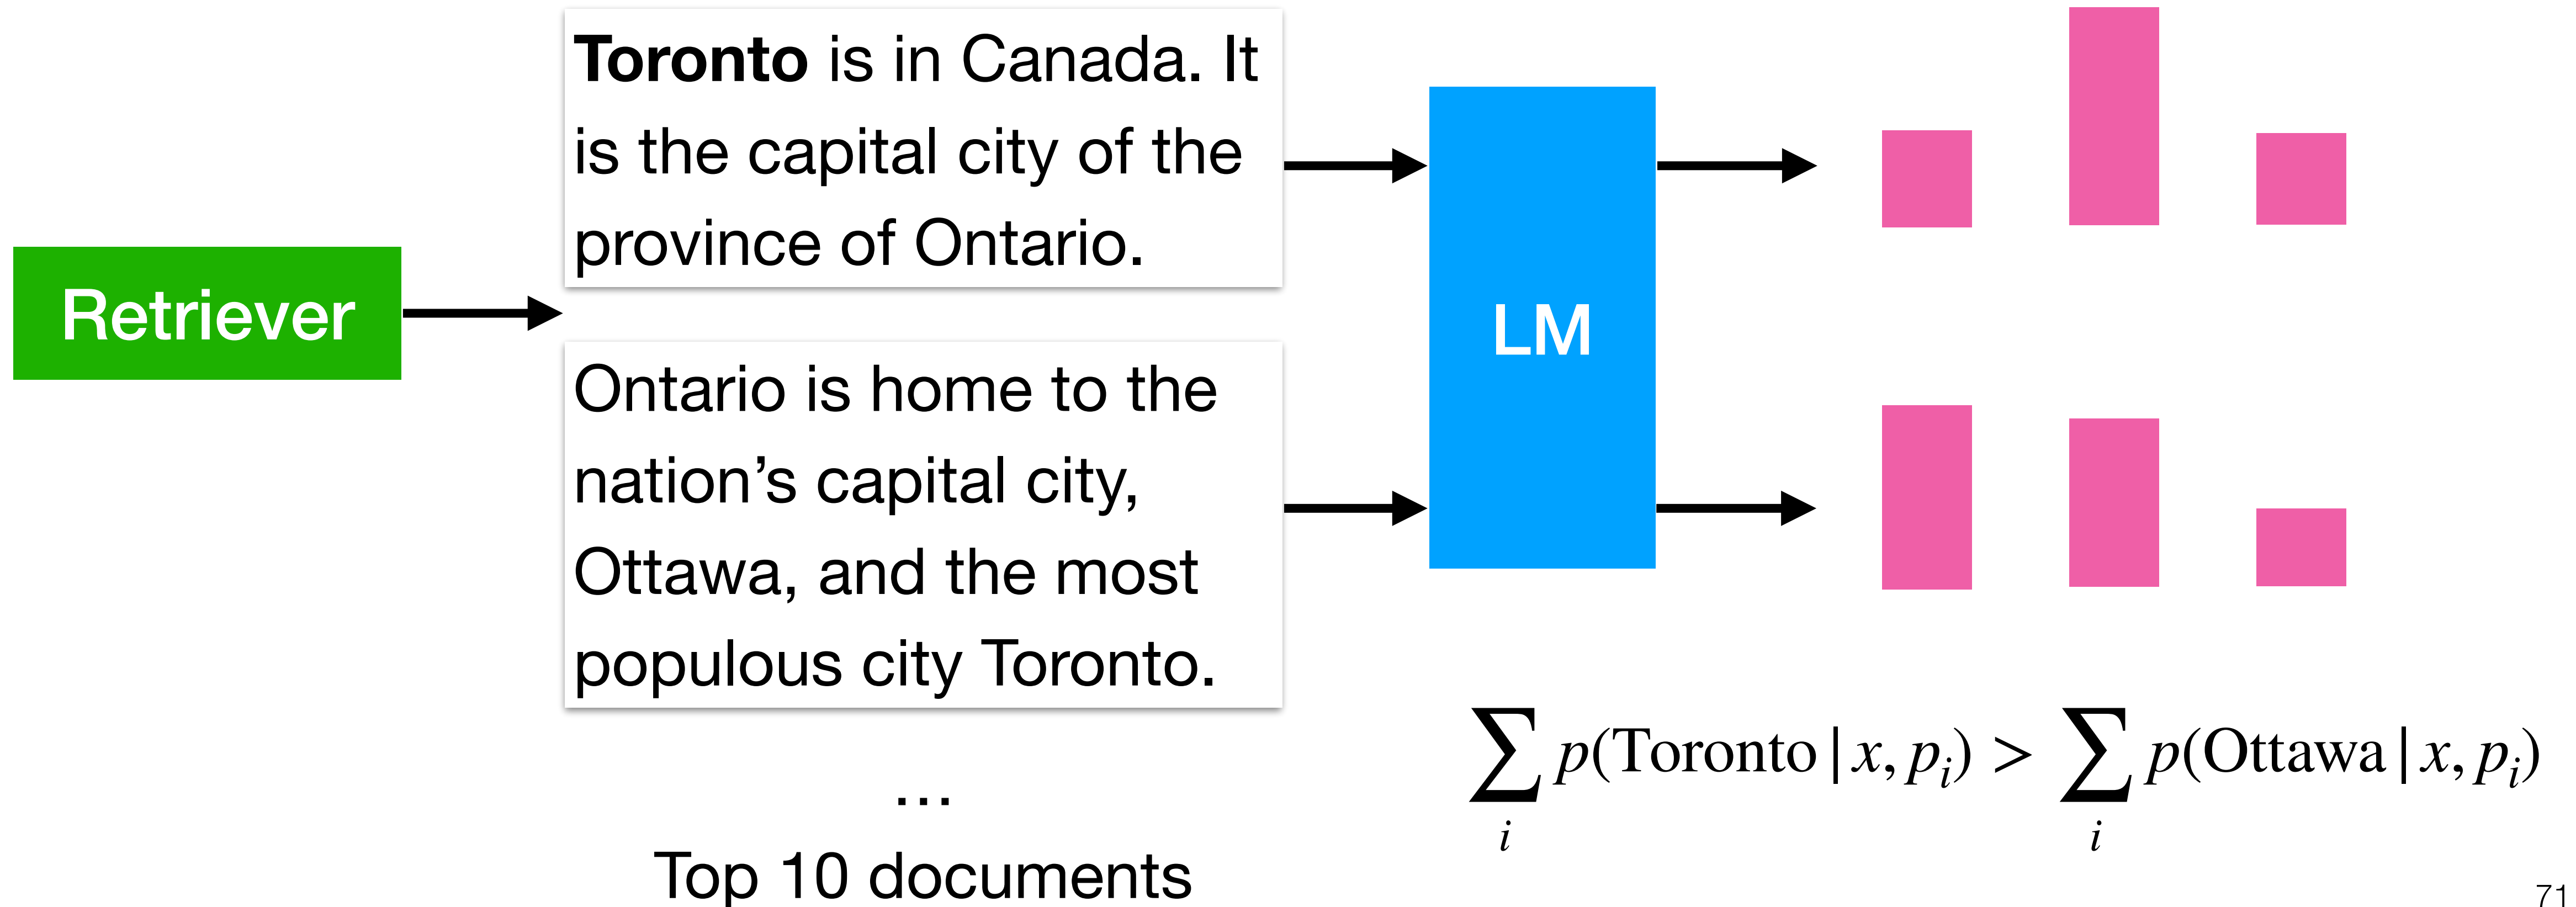 Retriever
Toronto is in Canada. It
is the capital city of the
province of Ontario.
Ontario is home to the
nation’s capital city,
Ottawa, and the most
populous city Toronto.
...
Top 10 documents
LM
∑ p(Toronto | x, pᵢ) > ∑ p(Ottawa | x, pᵢ)
i i
71